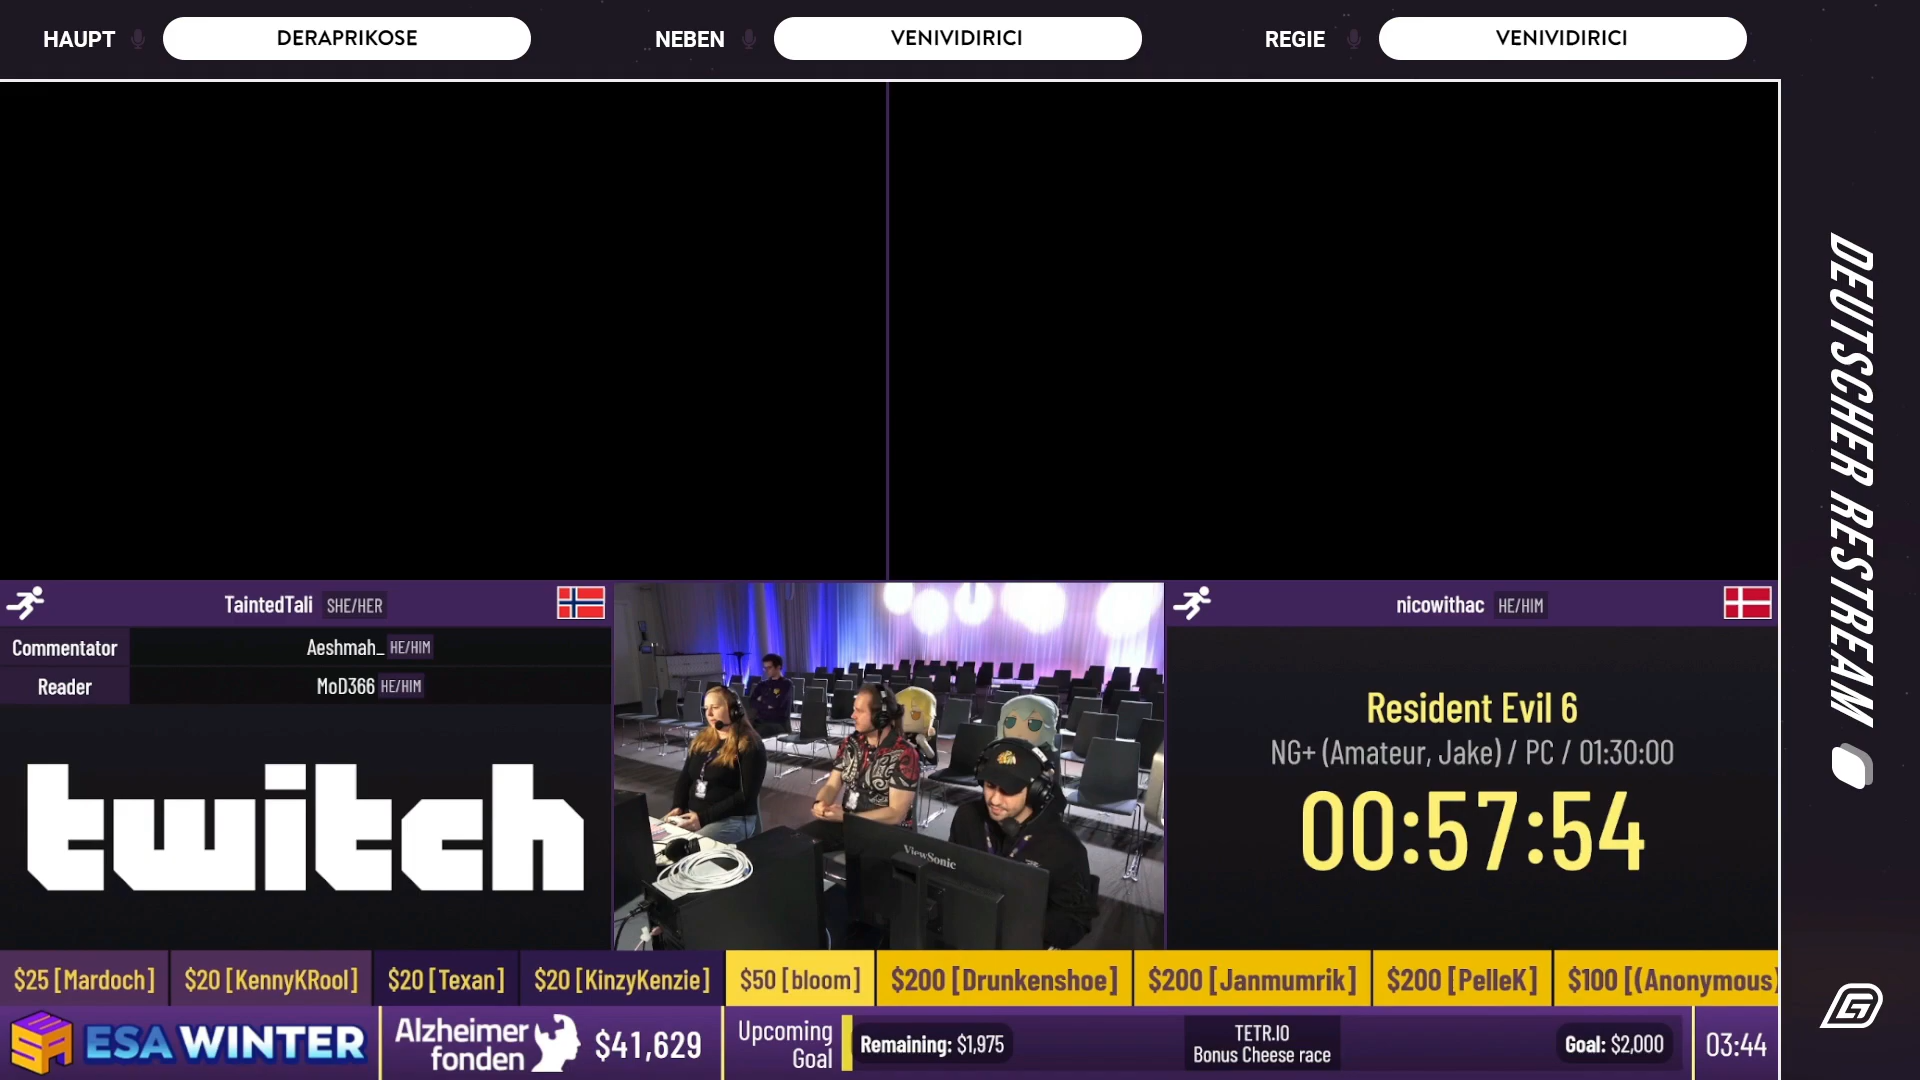 HAUPT
DERAPRIKOSE
NEBEN
VENIVIDIRICI
REGIE
VENIVIDIRICI
DEUTSCHER RESTREAM
TaintedTali SHE/HER
Commentator Aeshmah_ HE/HIM
Reader MoD366 HE/HIM
twitch
ViewSonic
nicowithac HE/HIM
Resident Evil 6
NG+ (Amateur, Jake) / PC / 01:30:00
00:57:54
$25 [Mardoch]
$20 [KennyKRool]
$20 [Texan]
$20 [KinzyKenzie]
$50 [bloom]
$200 [Drunkenshoe]
$200 [Janmumrik]
$200 [PelleK]
$100 [(Anonymous)
ESA WINTER
Alzheimer
fonden
$41,629
Upcoming
Goal
Remaining: $1,975
TETR.IO
Bonus Cheese race
Goal: $2,000
03:44